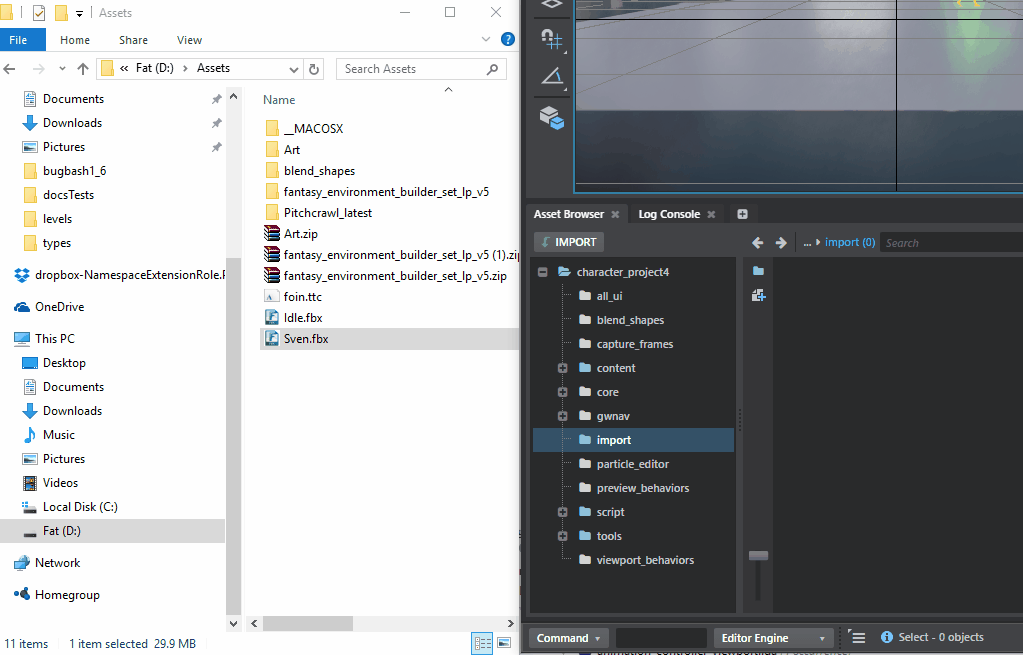 Assets
File
Home
Share
View
?
« Fat (D:) > Assets
Search Assets
Documents
Downloads
Pictures
bugbash1_6
docsTests
levels
types
dropbox-NamespaceExtensionRole.
OneDrive
This PC
Desktop
Documents
Downloads
Music
Pictures
Videos
Local Disk (C:)
Fat (D:)
Network
Homegroup
Name
__MACOSX
Art
blend_shapes
fantasy_environment_builder_set_lp_v5
Pitchcrawl_latest
Art.zip
fantasy_environment_builder_set_lp_v5 (1).zip
fantasy_environment_builder_set_lp_v5.zip
foin.ttc
Idle.fbx
Sven.fbx
11 items
1 item selected 29.9 MB
Asset Browser
Log Console
IMPORT
... import (0)
Search
character_project4
all_ui
blend_shapes
capture_frames
content
core
gwnav
import
particle_editor
preview_behaviors
script
tools
viewport_behaviors
Command
Editor Engine
Select - 0 objects